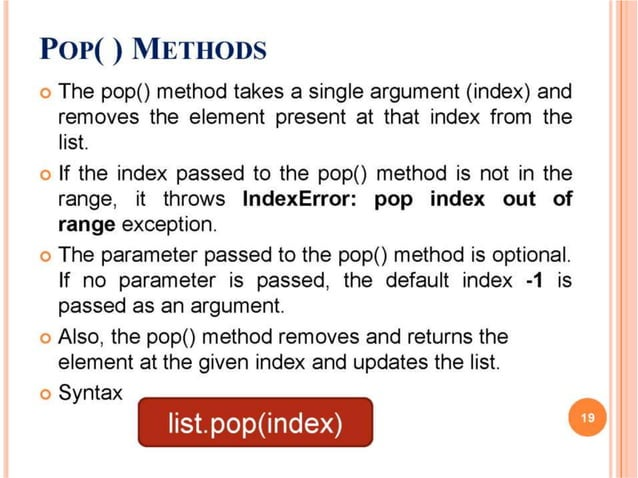 POP( ) METHODS
The pop() method takes a single argument (index) and
removes the element present at that index from the
list.
If the index passed to the pop() method is not in the
range, it throws IndexError: pop index out of
range exception.
The parameter passed to the pop() method is optional.
If no parameter is passed, the default index -1 is
passed as an argument.
Also, the pop() method removes and returns the
element at the given index and updates the list.
Syntax
list.pop(index)
19